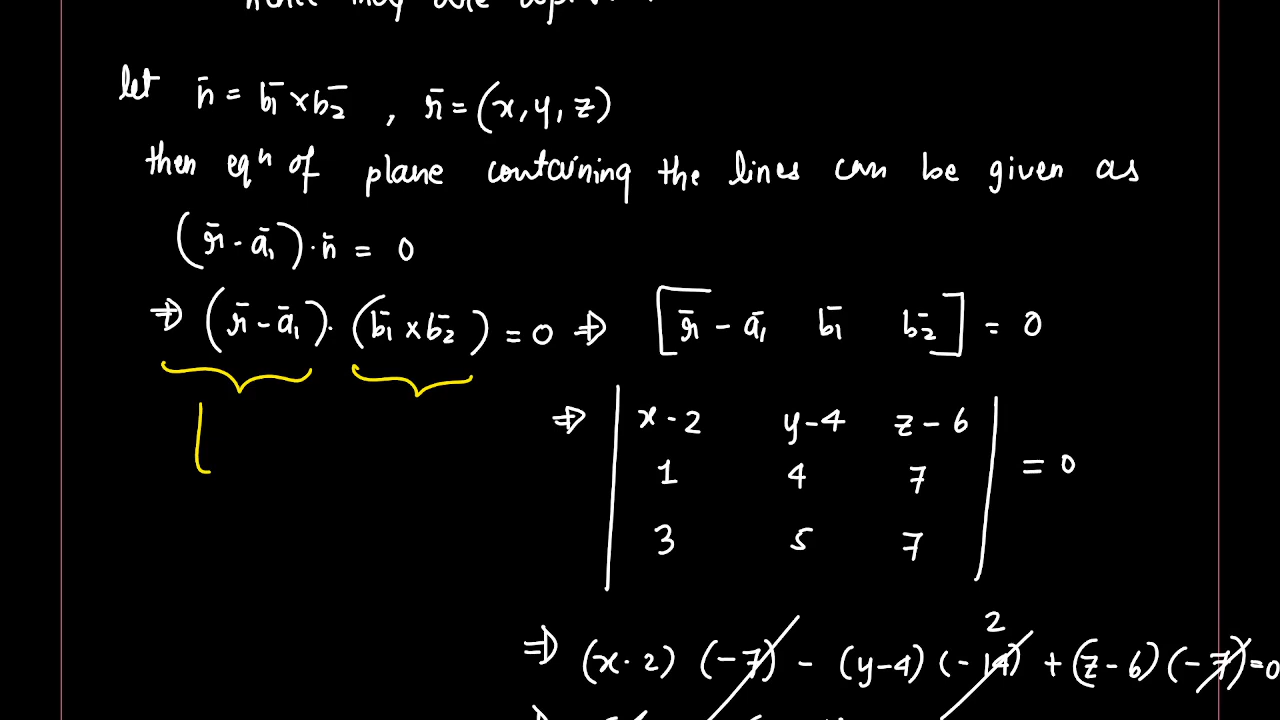 let n̄ = b̄₁ × b̄₂ , r̄ = (x, y, z)
then eqⁿ of plane containing the lines can be given as
(r̄ - ā₁) · n̄ = 0
⇒ (r̄ - ā₁) · (b̄₁ × b̄₂) = 0 ⇒ [r̄ - ā₁ b̄₁ b̄₂] = 0
⇒ | x - 2 y - 4 z - 6 |
| 1 4 7 | = 0
| 3 5 7 |
2
⇒ (x - 2) (-7) - (y - 4) (-14) + (z - 6) (-7) = 0